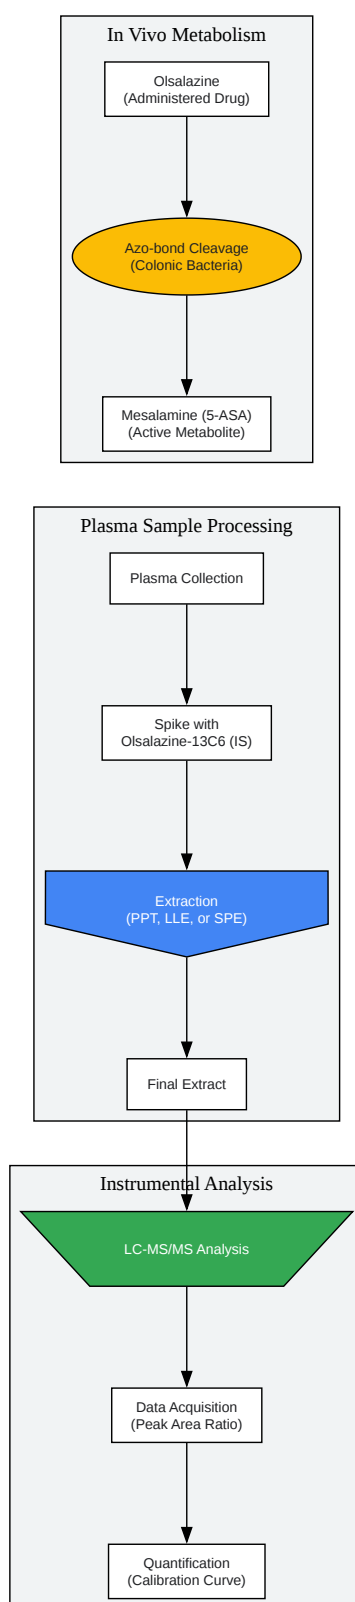 In Vivo Metabolism
Olsalazine
(Administered Drug)
Azo-bond Cleavage
(Colonic Bacteria)
Mesalamine (5-ASA)
(Active Metabolite)
Plasma Sample Processing
Plasma Collection
Spike with
Olsalazine-13C6 (IS)
Extraction
(PPT, LLE, or SPE)
Final Extract
Instrumental Analysis
LC-MS/MS Analysis
Data Acquisition
(Peak Area Ratio)
Quantification
(Calibration Curve)